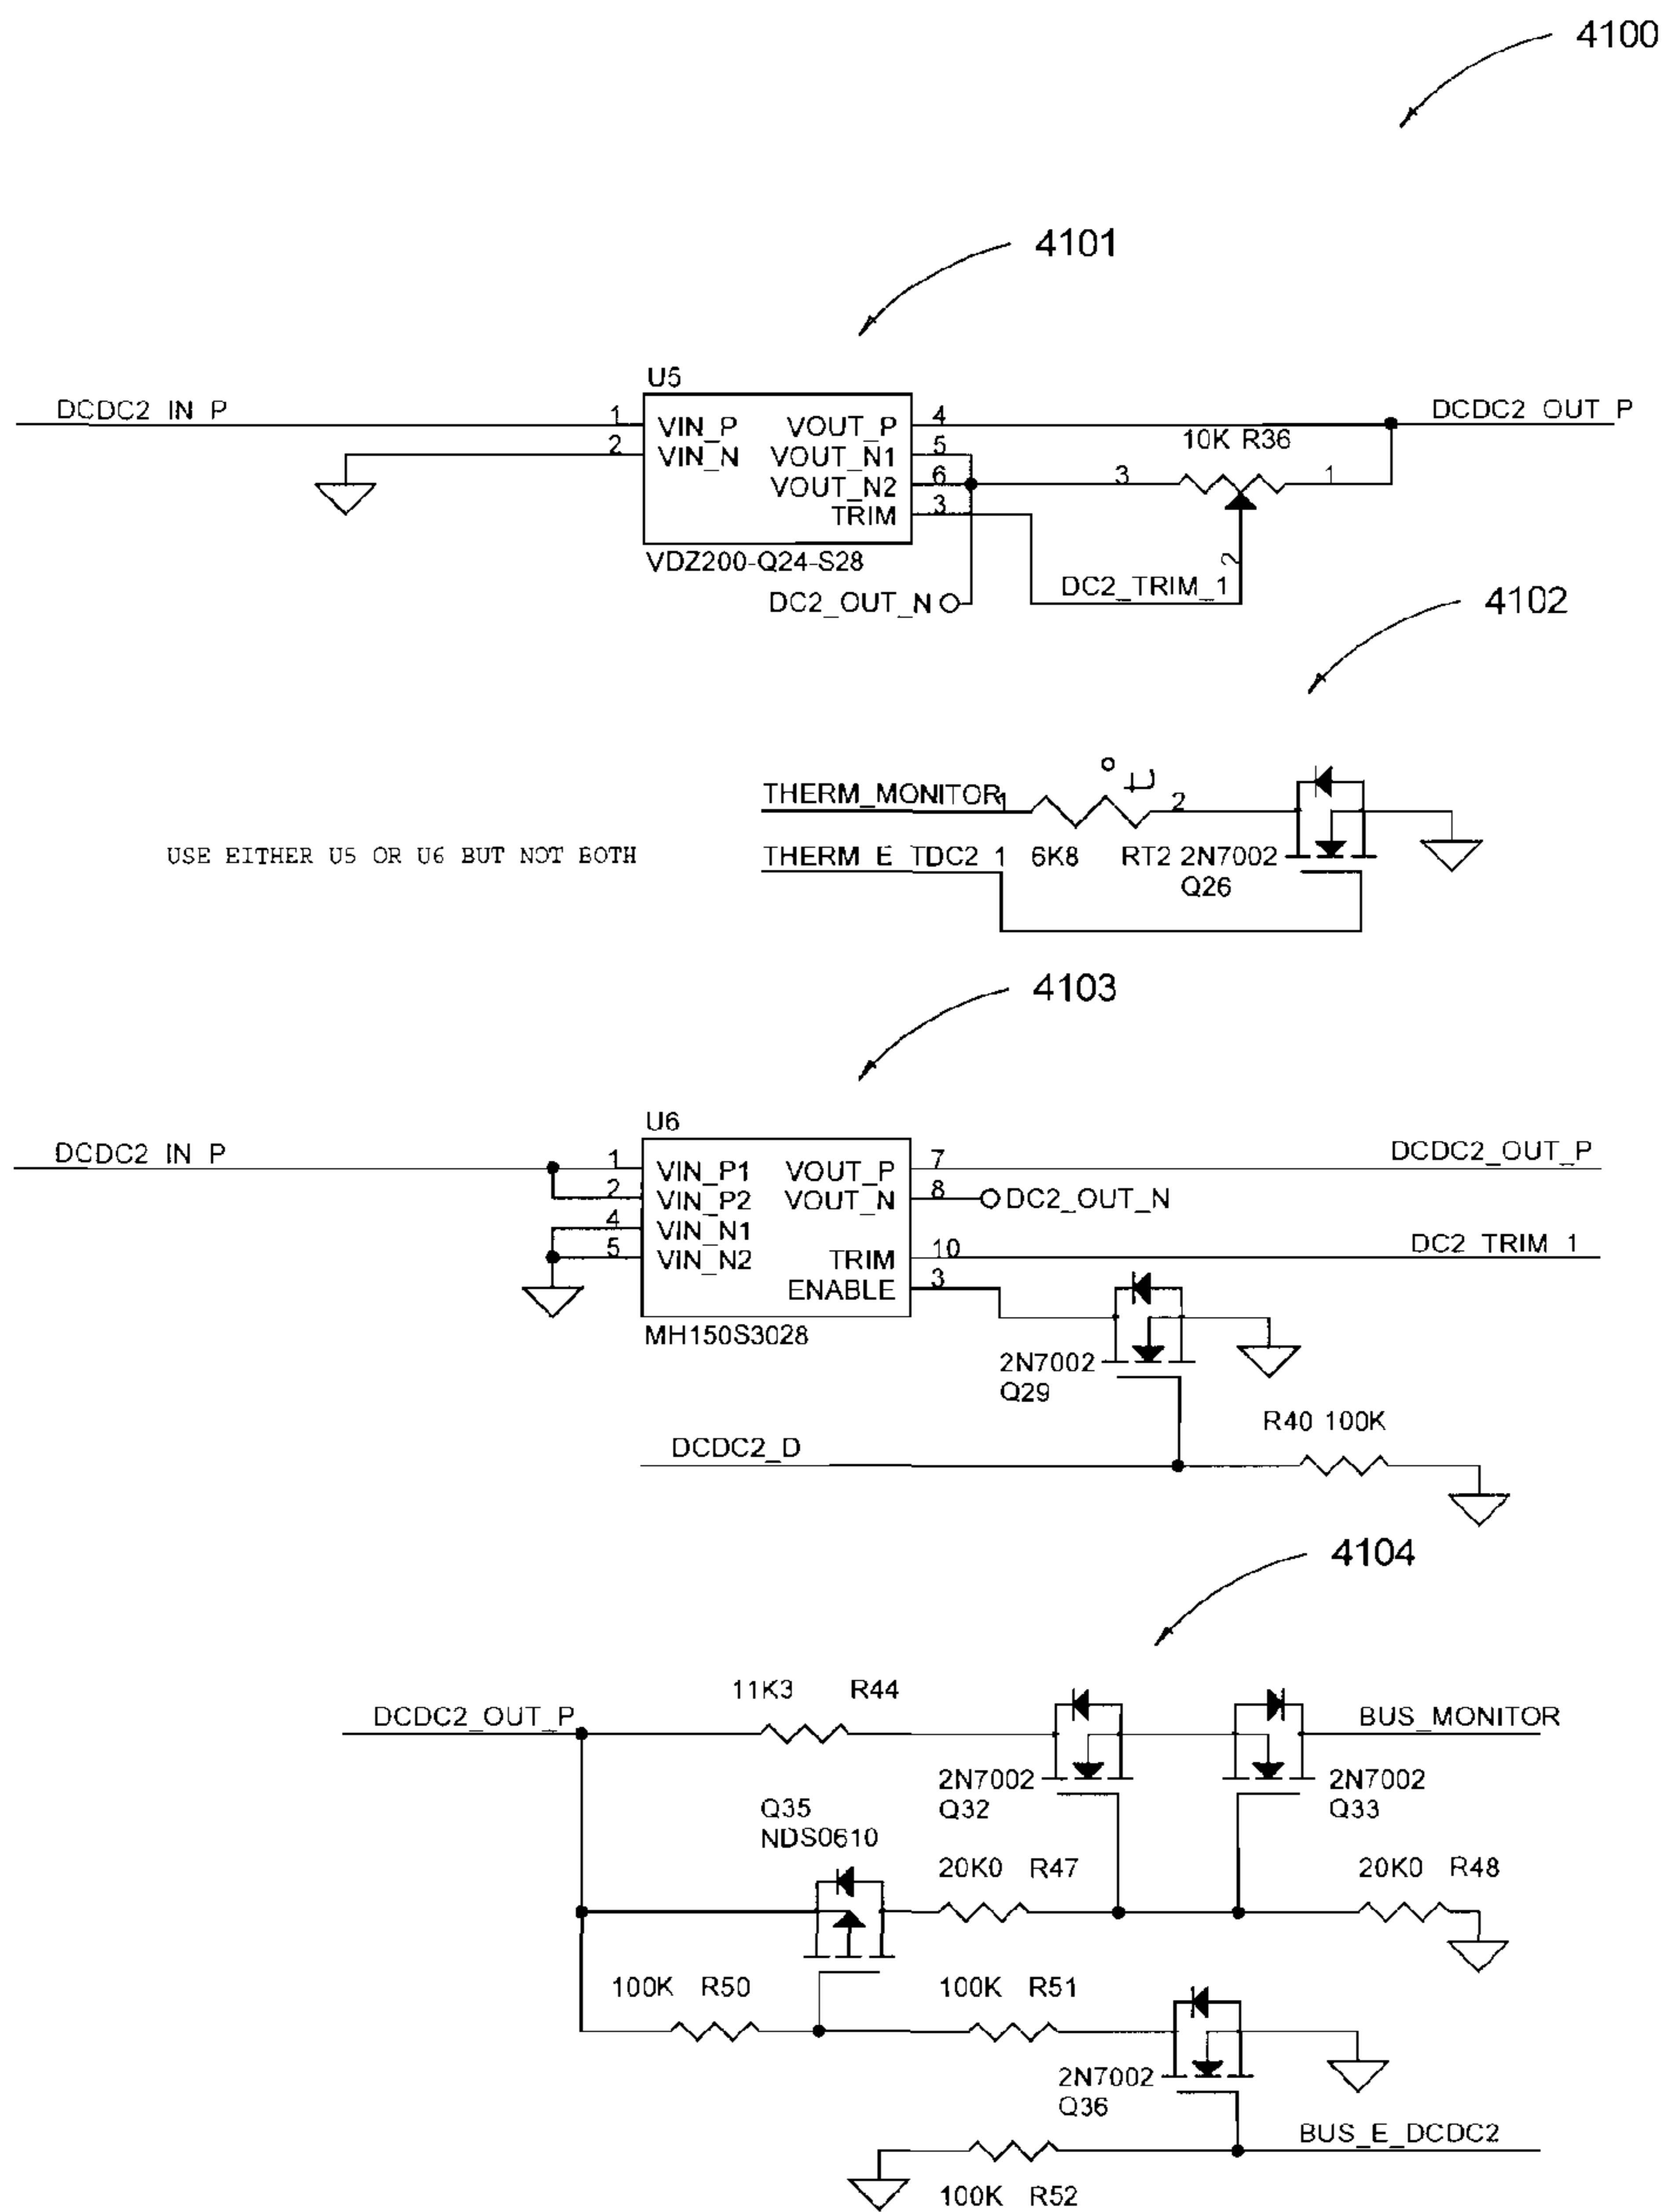 4100
4101
U5
DCDC2_IN_P
1 VIN_P VOUT_P 4
DCDC2_OUT_P
2 VIN_N VOUT_N1 5
10K R36
VOUT_N2 6
3 1
TRIM 3
2
VDZ200-Q24-S28
DC2_OUT_N
DC2_TRIM_1
4102
THERM_MONITOR
1 2
USE EITHER U5 OR U6 BUT NOT BOTH
THERM_E_TDC2_1
6K8 RT2 2N7002
Q26
4103
U6
DCDC2_IN_P
1 VIN_P1 VOUT_P 7
DCDC2_OUT_P
2 VIN_P2 VOUT_N 8
DC2_OUT_N
4 VIN_N1
5 VIN_N2 TRIM 10
DC2_TRIM_1
ENABLE 3
MH150S3028
2N7002
Q29
R40 100K
DCDC2_D
4104
11K3 R44
DCDC2_OUT_P
BUS_MONITOR
2N7002
Q32
2N7002
Q33
Q35
NDS0610
20K0 R47
20K0 R48
100K R50
100K R51
2N7002
Q36
BUS_E_DCDC2
100K R52